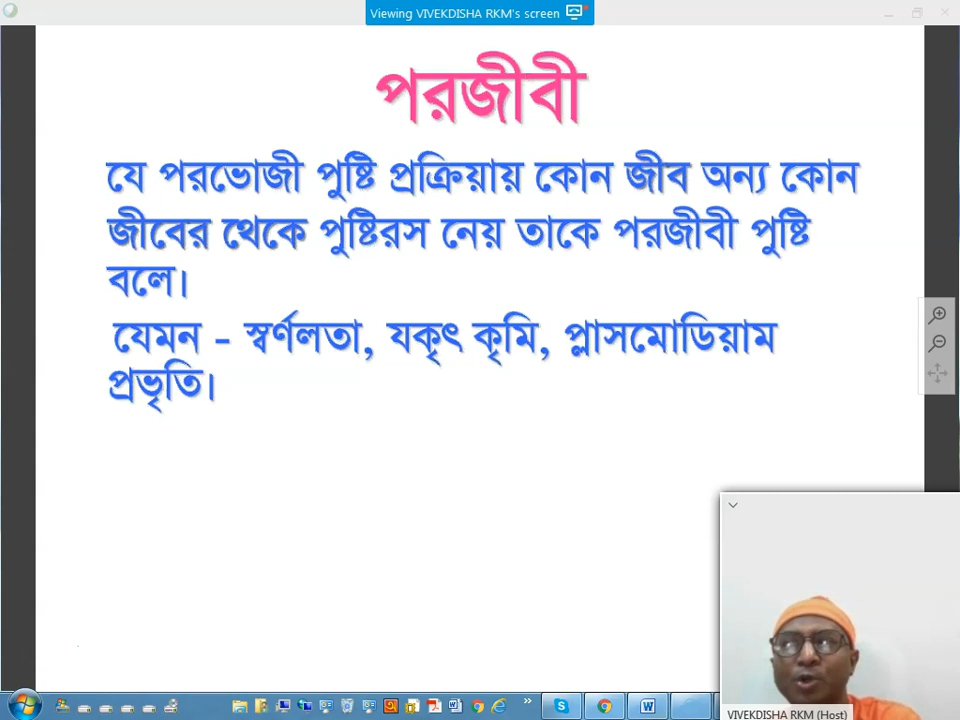 Viewing VIVEKDISHA RKM's screen
পরজীবী
যে পরভোজী পুষ্টি প্রক্রিয়ায় কোন জীব অন্য কোন
জীবের থেকে পুষ্টিরস নেয় তাকে পরজীবী পুষ্টি
বলে।
যেমন - স্বর্ণলতা, যকৃৎ কৃমি, প্লাসমোডিয়াম
প্রভৃতি।
VIVEKDISHA RKM (Host)